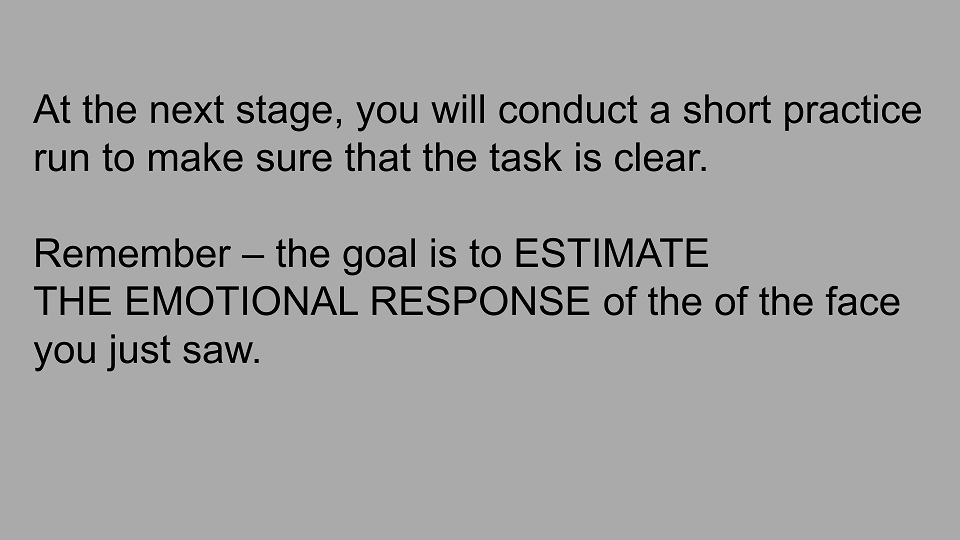 At the next stage, you will conduct a short practice
run to make sure that the task is clear.
Remember – the goal is to ESTIMATE
THE EMOTIONAL RESPONSE of the of the face
you just saw.